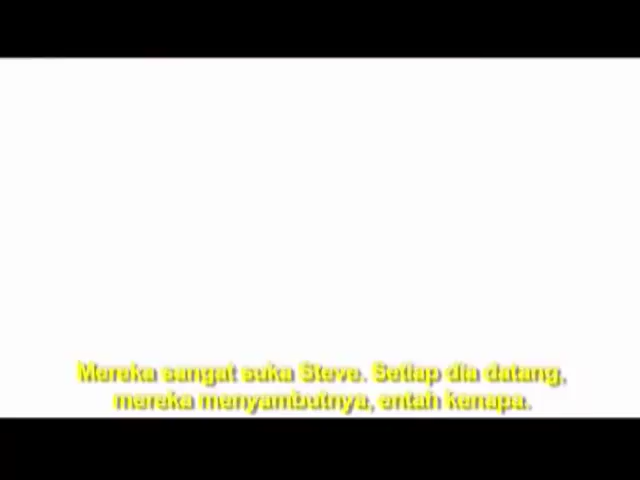 Mereka sangat suka Steve. Setiap dia datang,
mereka menyambutnya, entah kenapa.